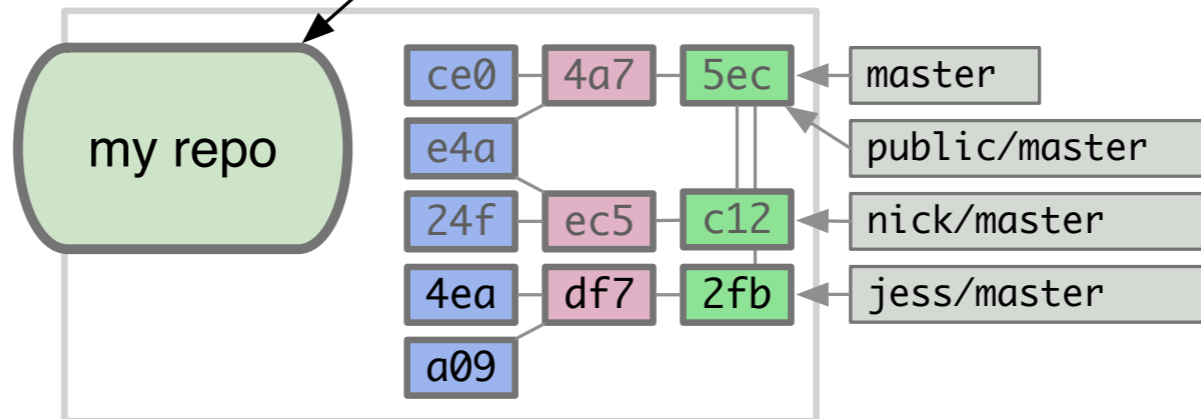 my repo
ce0 4a7 5ec master
e4a public/master
24f ec5 c12 nick/master
4ea df7 2fb jess/master
a09